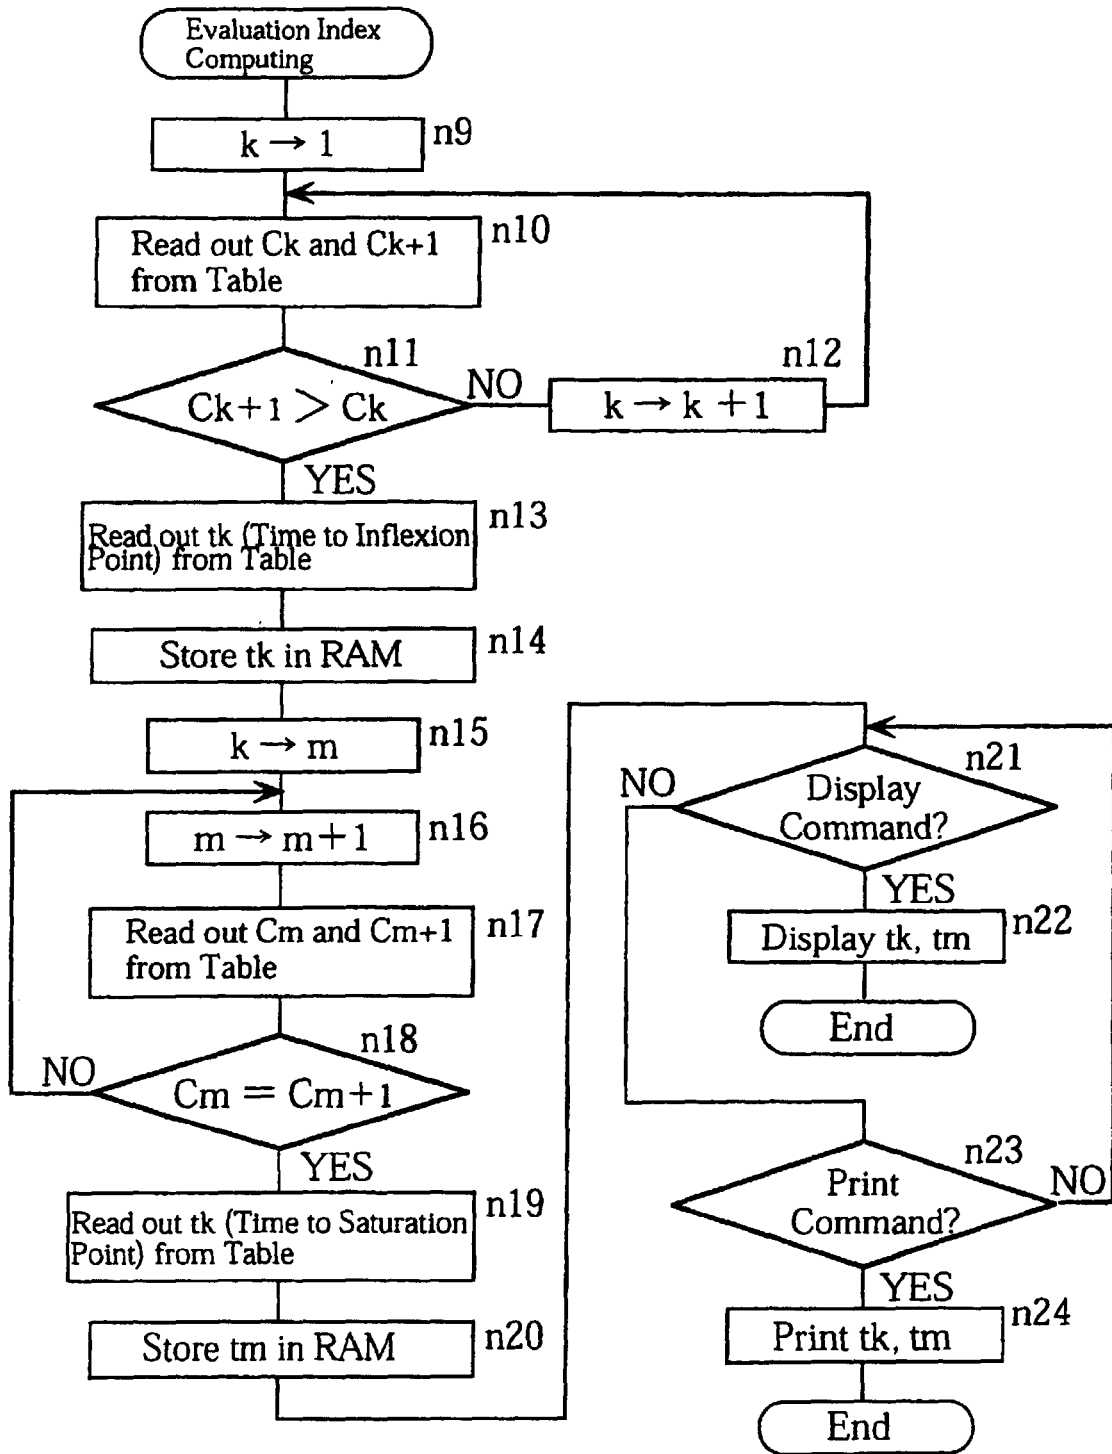 Evaluation Index
Computing
k → 1
n9
Read out Ck and Ck+1
from Table
n10
n11
Ck+1 > Ck
NO
n12
k → k +1
YES
Read out tk (Time to Inflexion
Point) from Table
n13
Store tk in RAM
n14
k → m
n15
m → m+1
n16
Read out Cm and Cm+1
from Table
n17
n18
NO
Cm = Cm+1
YES
Read out tk (Time to Saturation
Point) from Table
n19
Store tm in RAM
n20
n21
NO
Display
Command?
YES
Display tk, tm
n22
End
n23
Print
Command?
NO
YES
Print tk, tm
n24
End